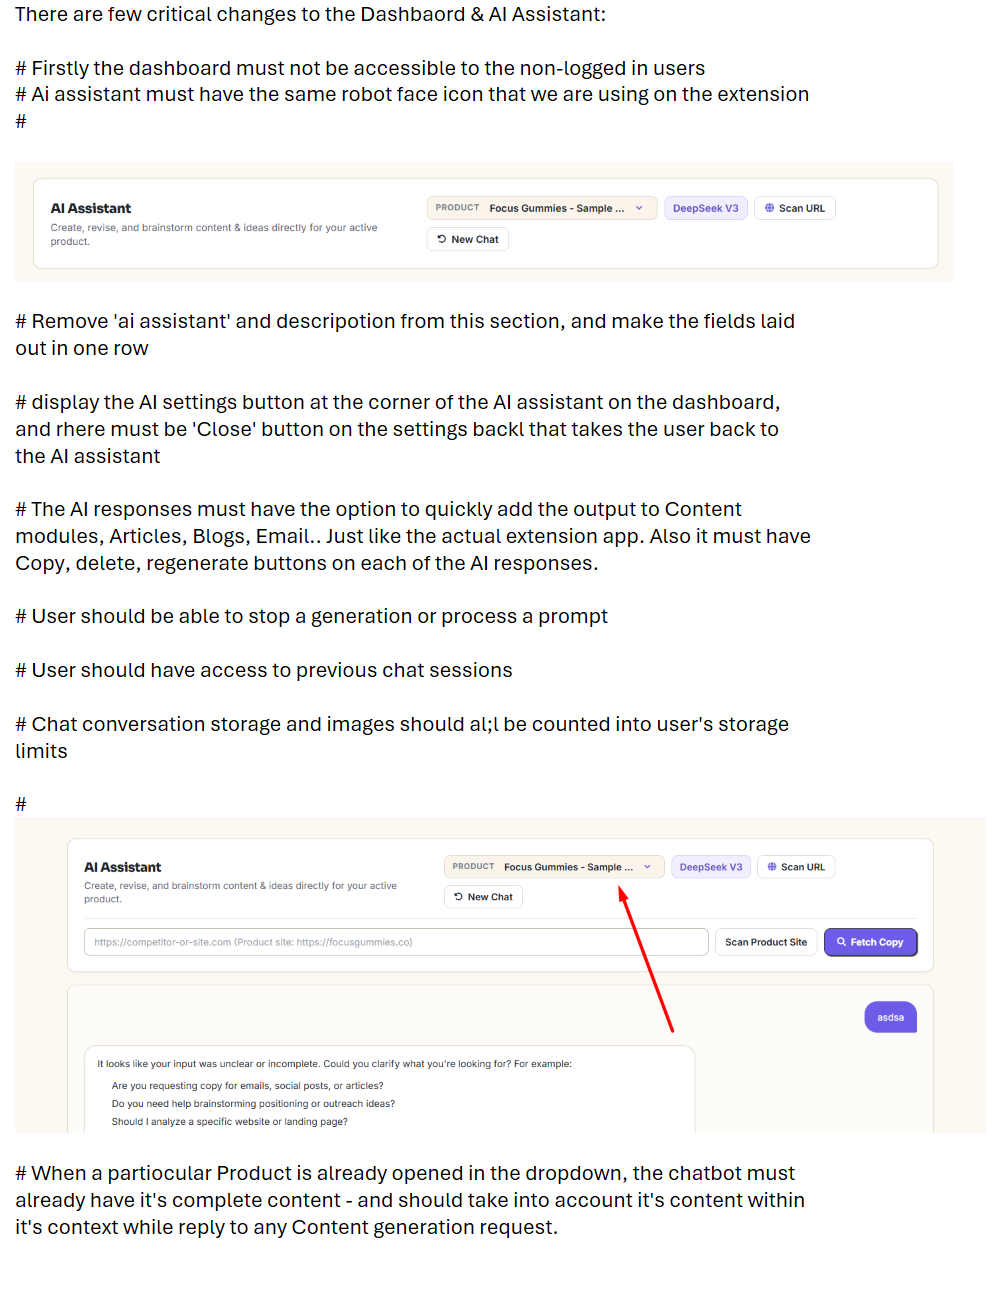 There are few critical changes to the Dashbaord & AI Assistant:
# Firstly the dashboard must not be accessible to the non-logged in users
# Ai assistant must have the same robot face icon that we are using on the extension
#
AI Assistant
Create, revise, and brainstorm content & ideas directly for your active
product.
PRODUCT Focus Gummies - Sample ... DeepSeek V3 Scan URL
New Chat
# Remove 'ai assistant' and descripotion from this section, and make the fields laid
out in one row
# display the AI settings button at the corner of the AI assistant on the dashboard,
and rhere must be 'Close' button on the settings backl that takes the user back to
the AI assistant
# The AI responses must have the option to quickly add the output to Content
modules, Articles, Blogs, Email.. Just like the actual extension app. Also it must have
Copy, delete, regenerate buttons on each of the AI responses.
# User should be able to stop a generation or process a prompt
# User should have access to previous chat sessions
# Chat conversation storage and images should al;l be counted into user's storage
limits
#
AI Assistant
Create, revise, and brainstorm content & ideas directly for your active
product.
PRODUCT Focus Gummies - Sample ... DeepSeek V3 Scan URL
New Chat
https://competitor-or-site.com (Product site: https://focusgummies.co) Scan Product Site Fetch Copy
asdsa
It looks like your input was unclear or incomplete. Could you clarify what you're looking for? For example:
Are you requesting copy for emails, social posts, or articles?
Do you need help brainstorming positioning or outreach ideas?
Should I analyze a specific website or landing page?
# When a partiocular Product is already opened in the dropdown, the chatbot must
already have it's complete content - and should take into account it's content within
it's context while reply to any Content generation request.